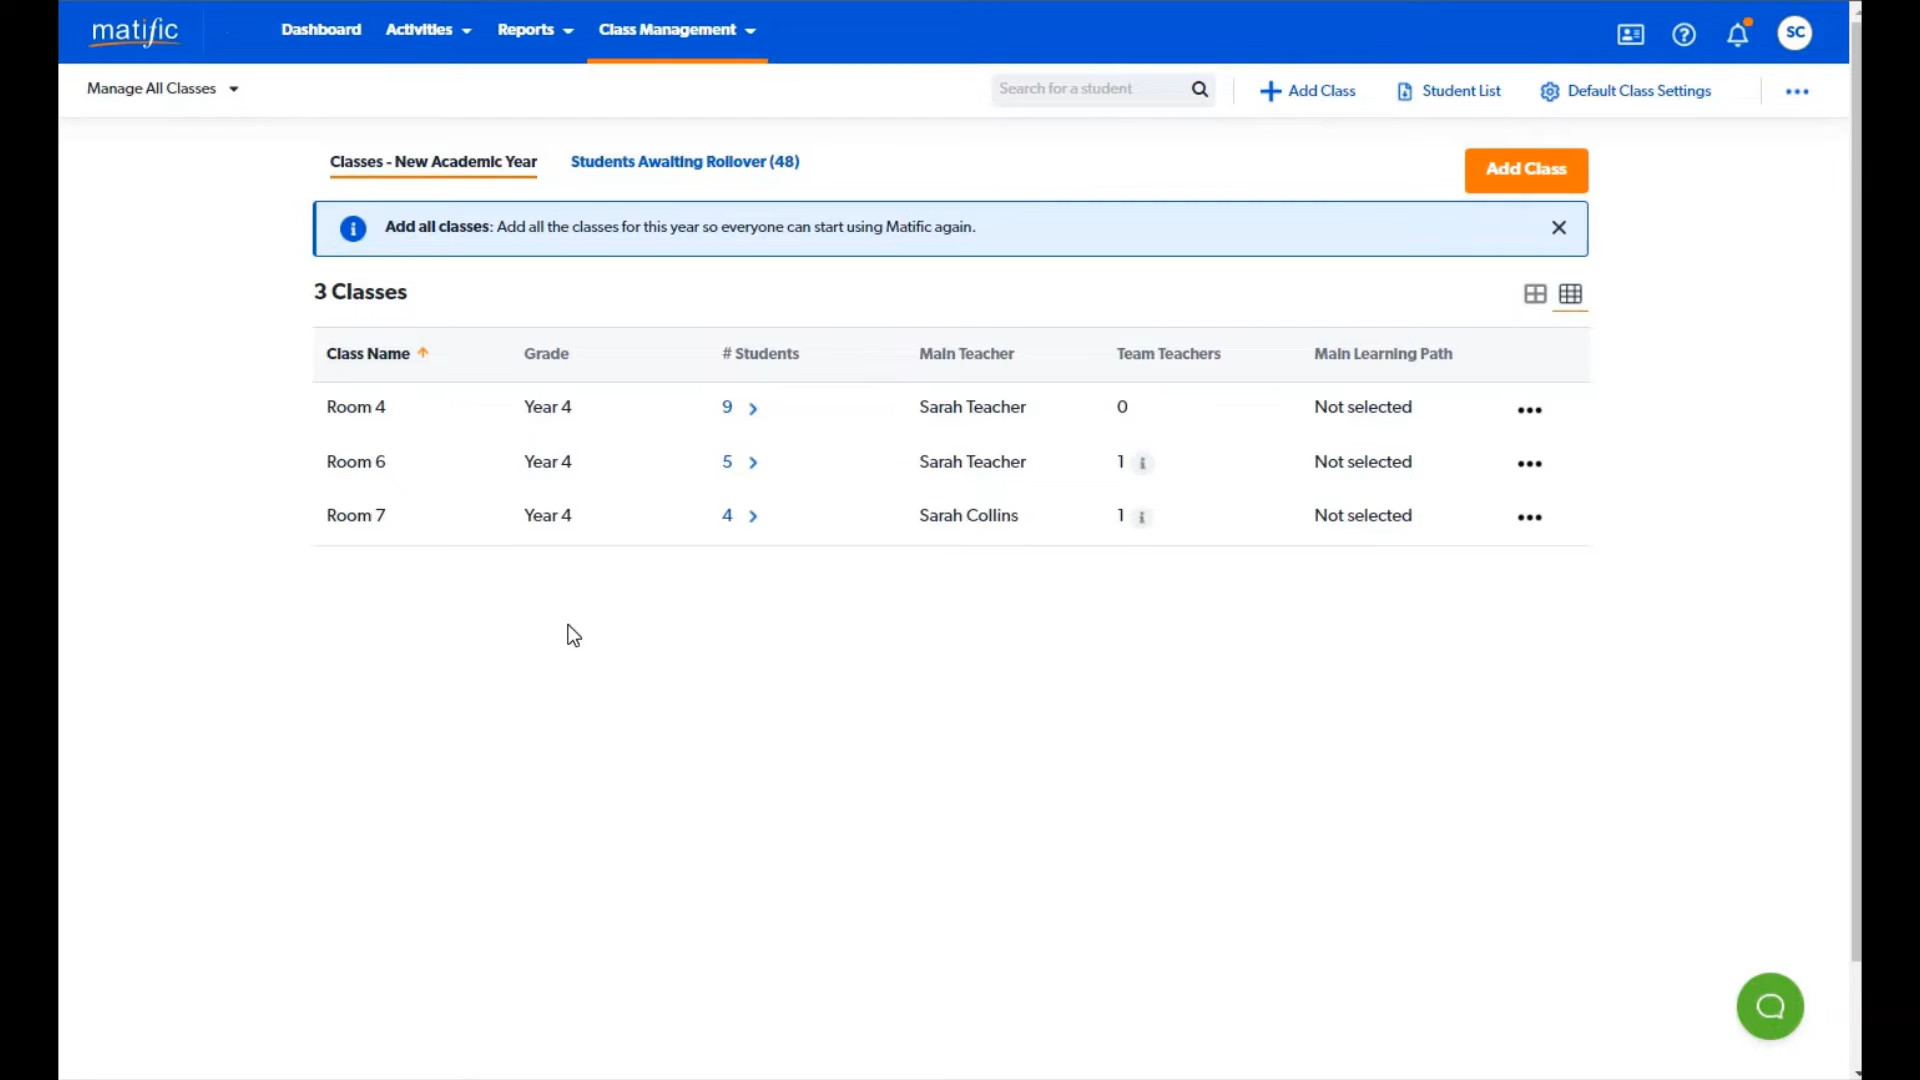 matific Dashboard Activities Reports Class Management SC
Manage All Classes Search for a student Add Class Student List Default Class Settings
Classes - New Academic Year Students Awaiting Rollover (48) Add Class
Add all classes: Add all the classes for this year so everyone can start using Matific again.
3 Classes
Class Name Grade # Students Main Teacher Team Teachers Main Learning Path
Room 4 Year 4 9 Sarah Teacher 0 Not selected
Room 6 Year 4 5 Sarah Teacher 1 Not selected
Room 7 Year 4 4 Sarah Collins 1 Not selected